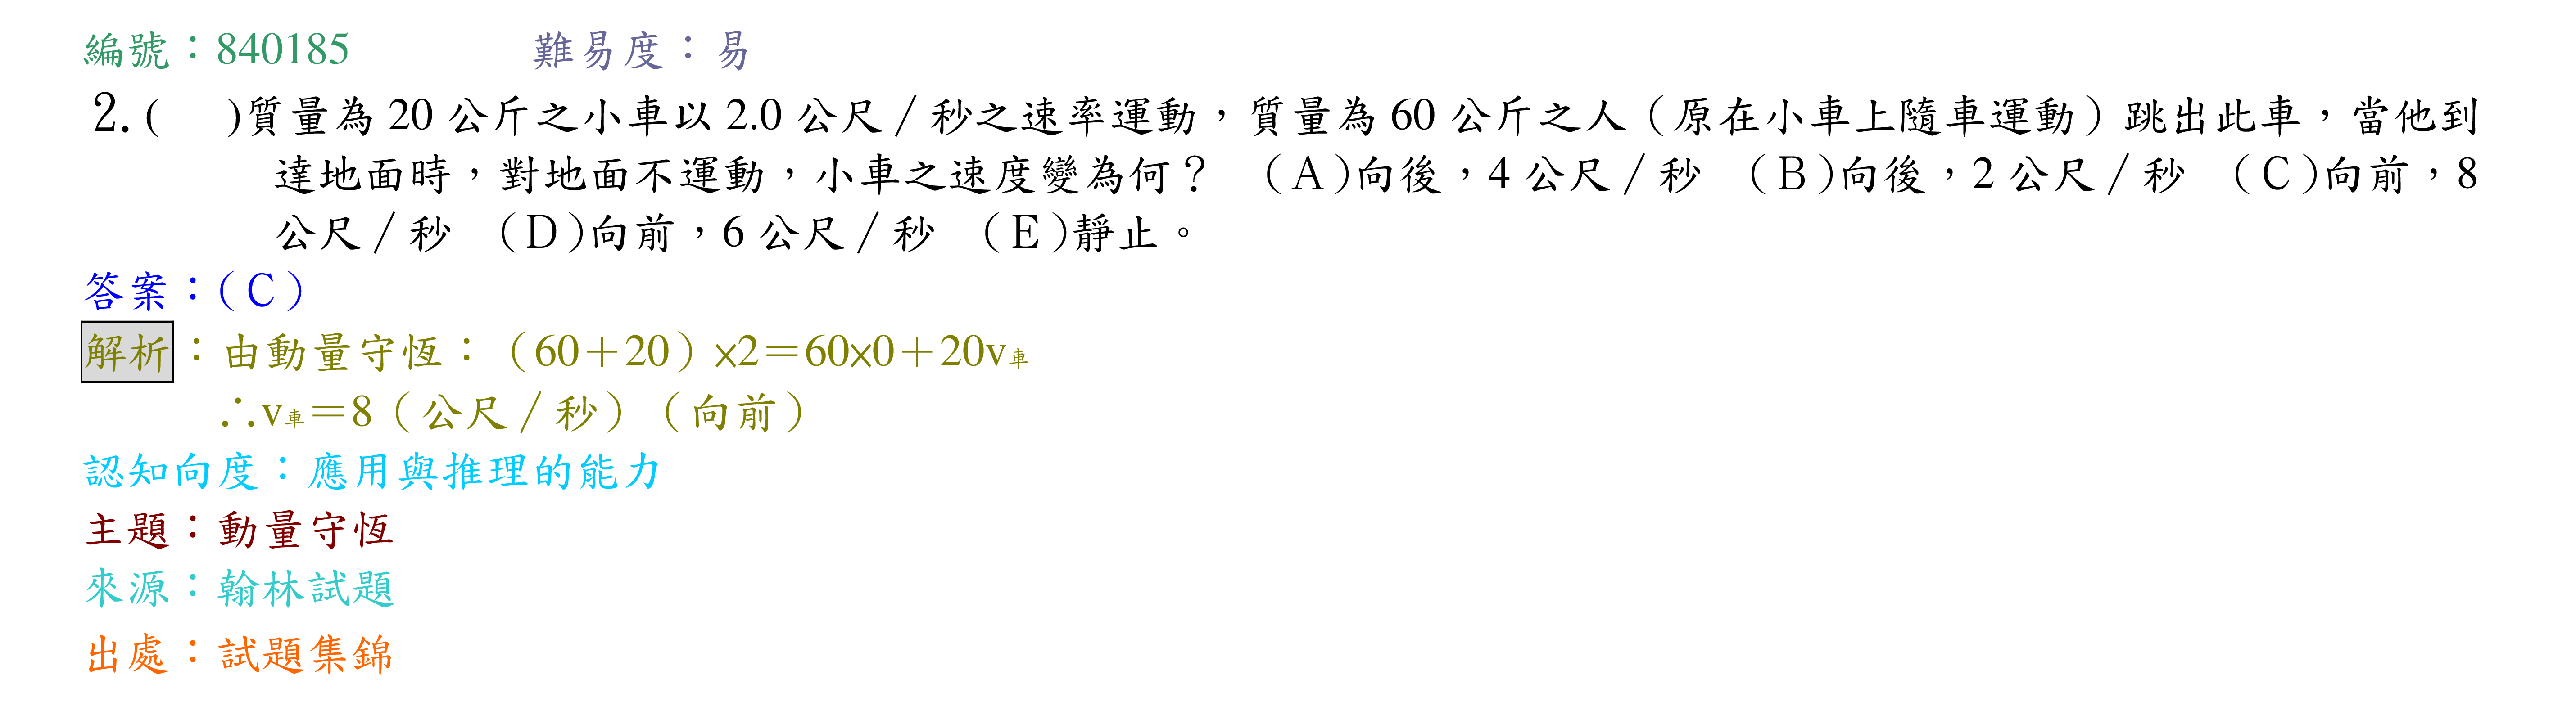 編號：840185 難易度：易
2.( )質量為 20 公斤之小車以 2.0 公尺／秒之速率運動，質量為 60 公斤之人（原在小車上隨車運動）跳出此車，當他到
達地面時，對地面不運動，小車之速度變為何？ （A)向後，4 公尺／秒 （B)向後，2 公尺／秒 （C)向前，8
公尺／秒 （D)向前，6 公尺／秒 （E)靜止。
答案：(C)
解析：由動量守恆：（60＋20）×2＝60×0＋20v車
∴v車＝8（公尺／秒）（向前）
認知向度：應用與推理的能力
主題：動量守恆
來源：翰林試題
出處：試題集錦